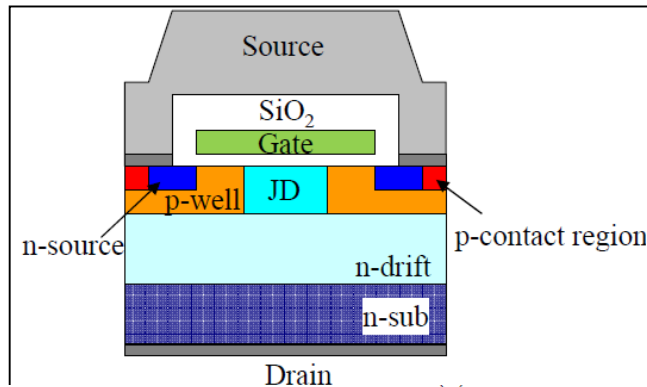 Source
SiO₂
Gate
JD
p-well
n-source
p-contact region
n-drift
n-sub
Drain